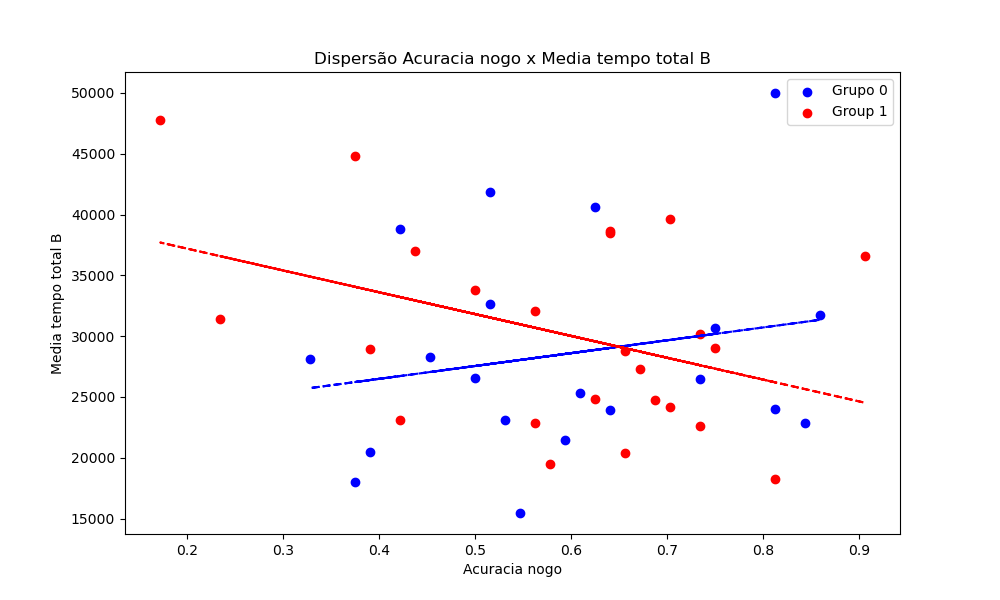 Dispersão Acuracia nogo x Media tempo total B
Grupo 0
Group 1
50000
45000
40000
35000
30000
25000
20000
15000
Media tempo total B
0.2 0.3 0.4 0.5 0.6 0.7 0.8 0.9
Acuracia nogo